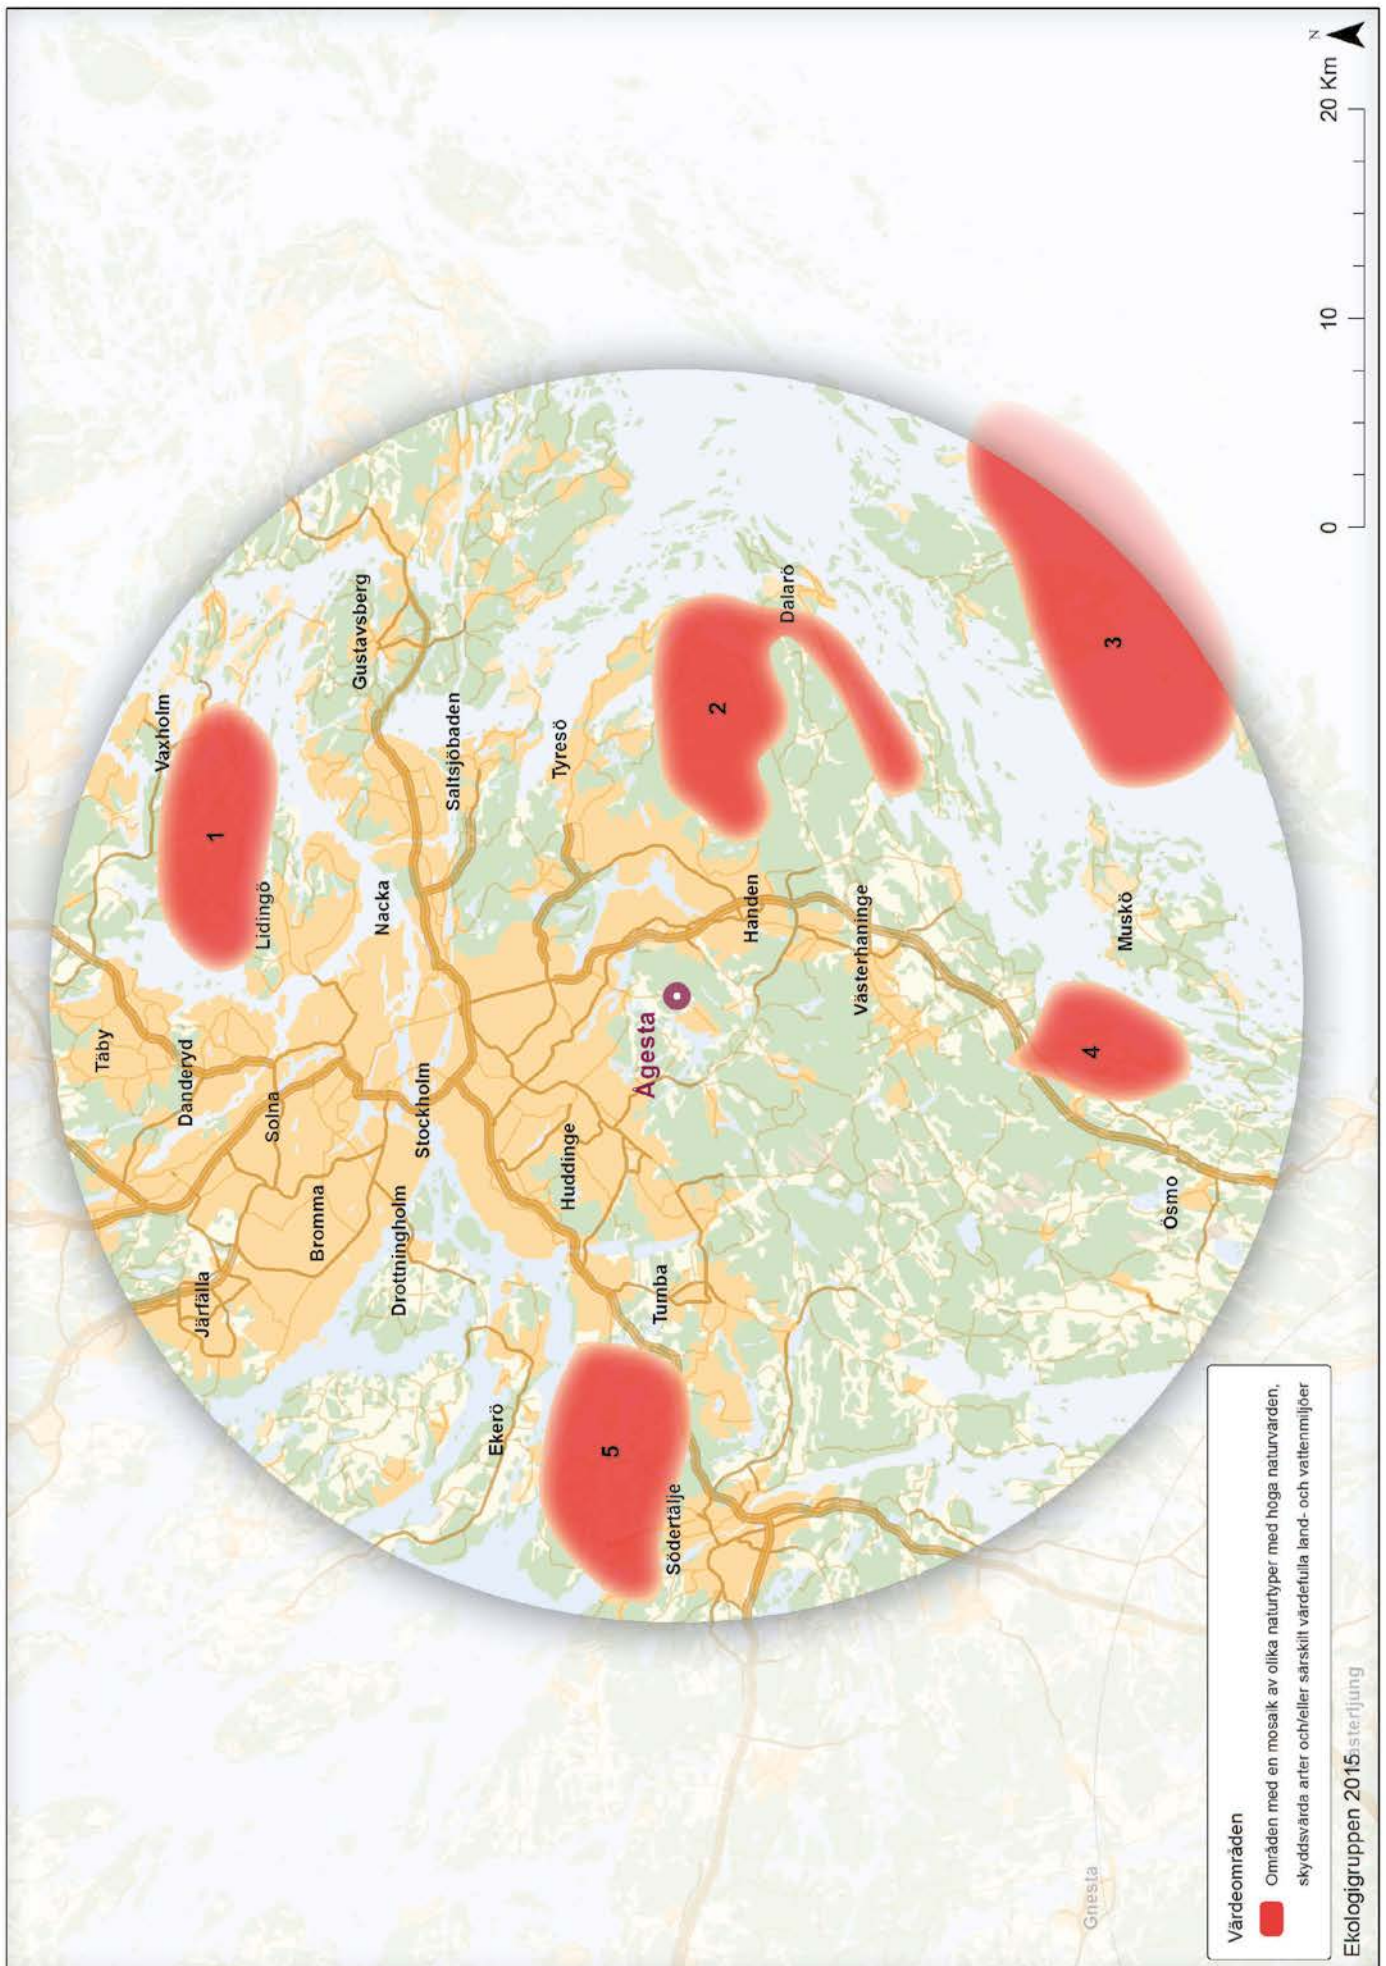 Täby
Vaxholm
Danderyd
Järfälla
1
Solna
Lidingö
Bromma
Gustavsberg
Nacka
Drottningholm
Stockholm
Saltsjöbaden
Ekerö
Tyresö
Huddinge
5
Ågesta
Tumba
Södertälje
2
Handen
Dalarö
Västerhaninge
4
3
Gnesta
Muskö
Ösmo
Värdeområden
Områden med en mosaik av olika naturtyper med höga naturvärden,
skyddsvärda arter och/eller särskilt värdefulla land- och vattenmiljöer
N
0 10 20 Km
Ekologigruppen 2015